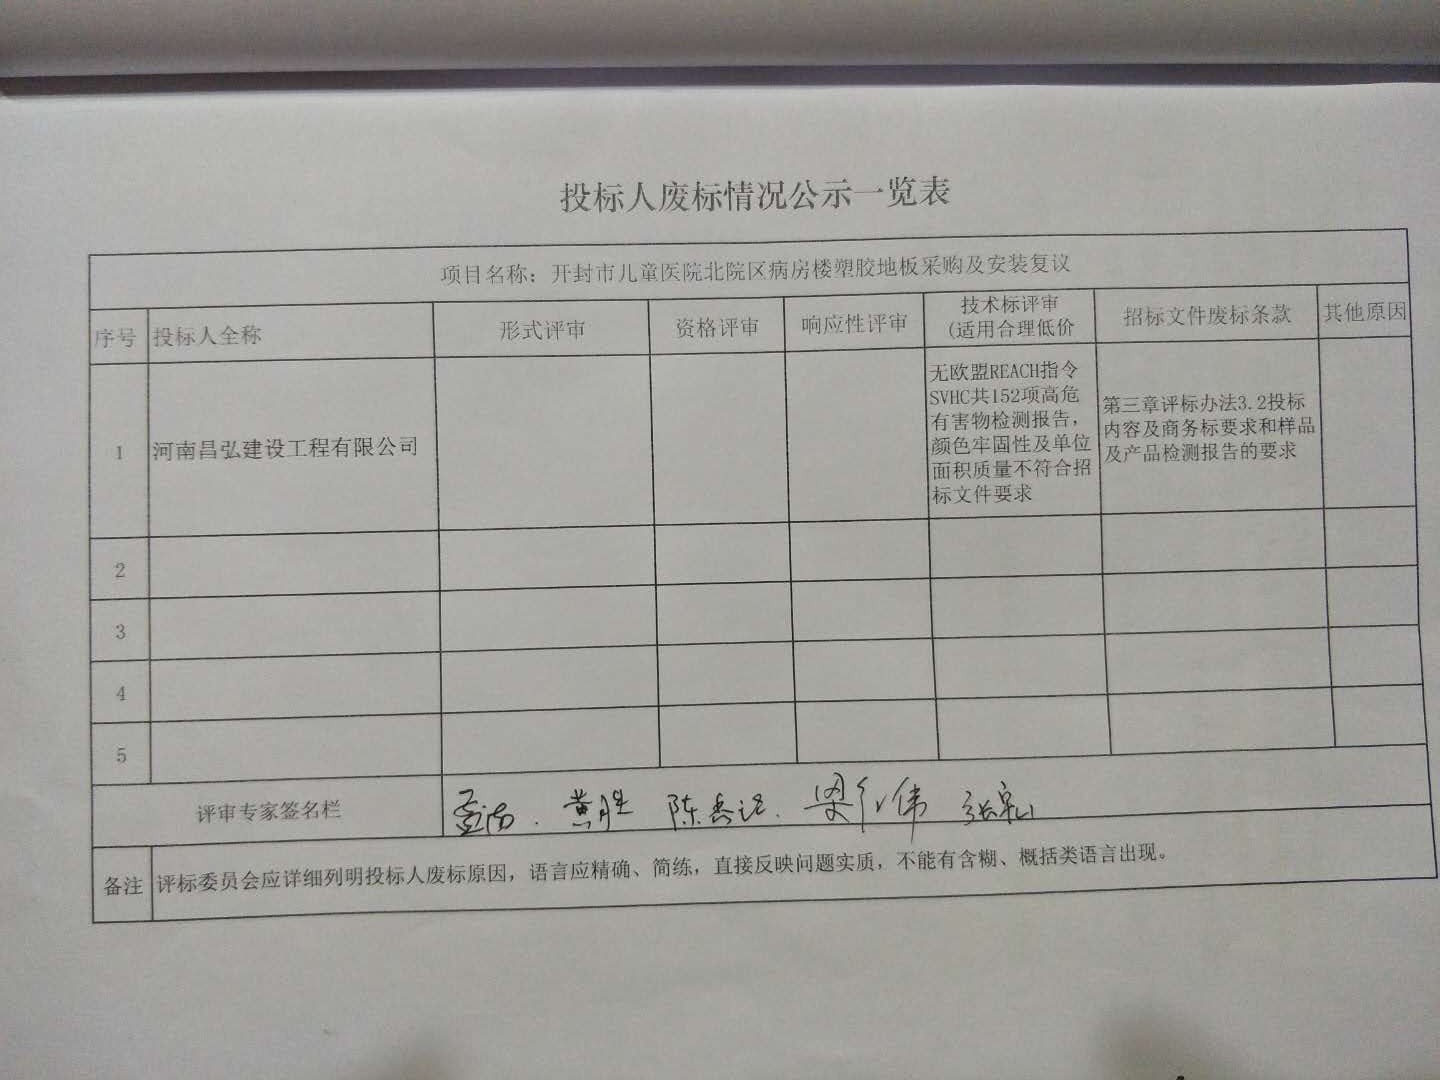 投标人废标情况公示一览表
项目名称：开封市儿童医院北院区病房楼塑胶地板采购及安装复议
序号 投标人全称 形式评审 资格评审 响应性评审 技术标评审 招标文件废标条款 其他原因
(适用合理低价
1 河南昌弘建设工程有限公司
无欧盟REACH指令
SVHC共152项高危
有害物检测报告，
颜色牢固性及单位
面积质量不符合招
标文件要求
第三章评标办法3.2投标
内容及商务标要求和样品
及产品检测报告的要求
2
3
4
5
评审专家签名栏
黄胜
备注 评标委员会应详细列明投标人废标原因，语言应精确、简练，直接反映问题实质，不能有含糊、概括类语言出现。